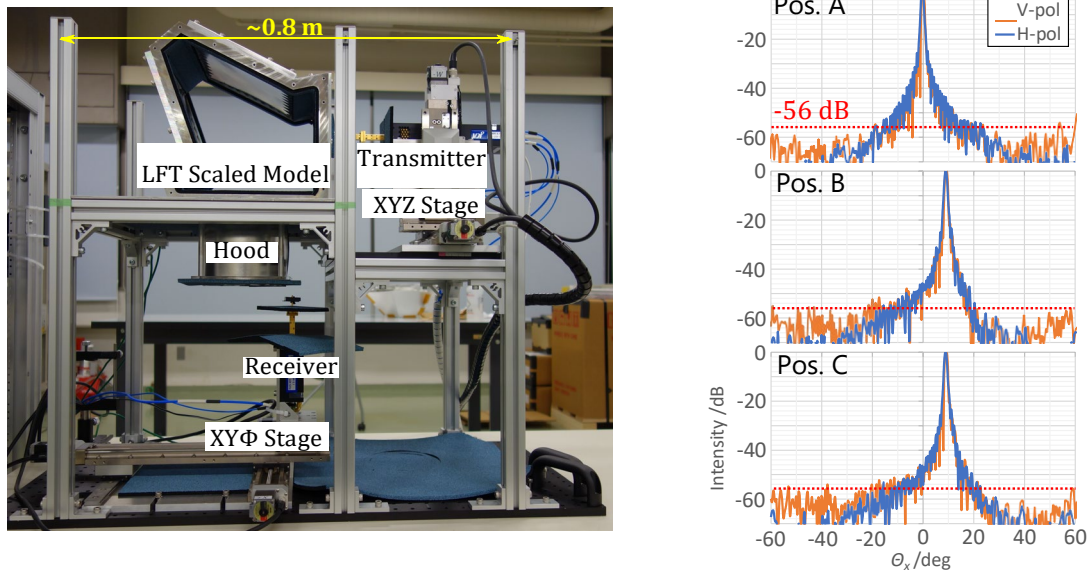 ~0.8 m
LFT Scaled Model
Transmitter
XYZ Stage
Hood
Receiver
XYΦ Stage
Pos. A
V-pol
H-pol
-20
-40
-56 dB
-60
Pos. B
0
-20
-40
-60
Pos. C
0
-20
-40
-60
Intensity /dB
-60 -40 -20 0 20 40 60
Θx/deg